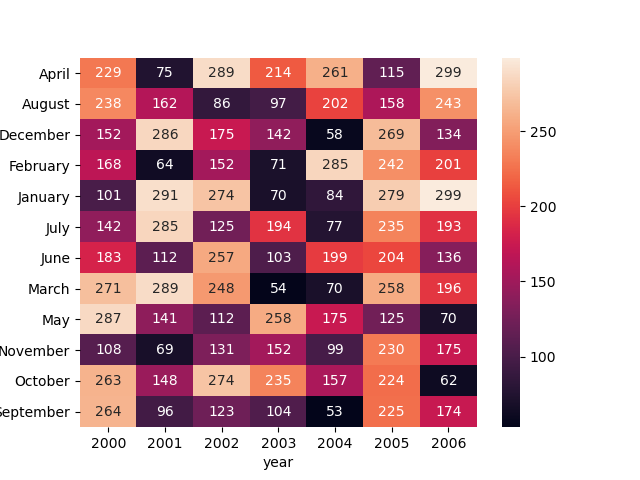 April 229 75 289 214 261 115 299
August 238 162 86 97 202 158 243
December 152 286 175 142 58 269 134
February 168 64 152 71 285 242 201
January 101 291 274 70 84 279 299
July 142 285 125 194 77 235 193
June 183 112 257 103 199 204 136
March 271 289 248 54 70 258 196
May 287 141 112 258 175 125 70
November 108 69 131 152 99 230 175
October 263 148 274 235 157 224 62
September 264 96 123 104 53 225 174
2000 2001 2002 2003 2004 2005 2006
year
250
200
150
100